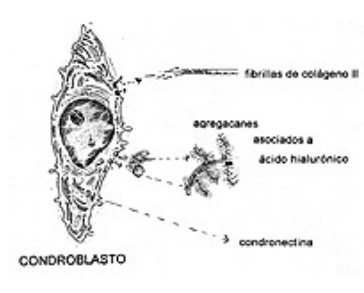 fibrillas de colágeno II
agregacanes
asociados a
ácido hialurónico
condronectina
CONDROBLASTO